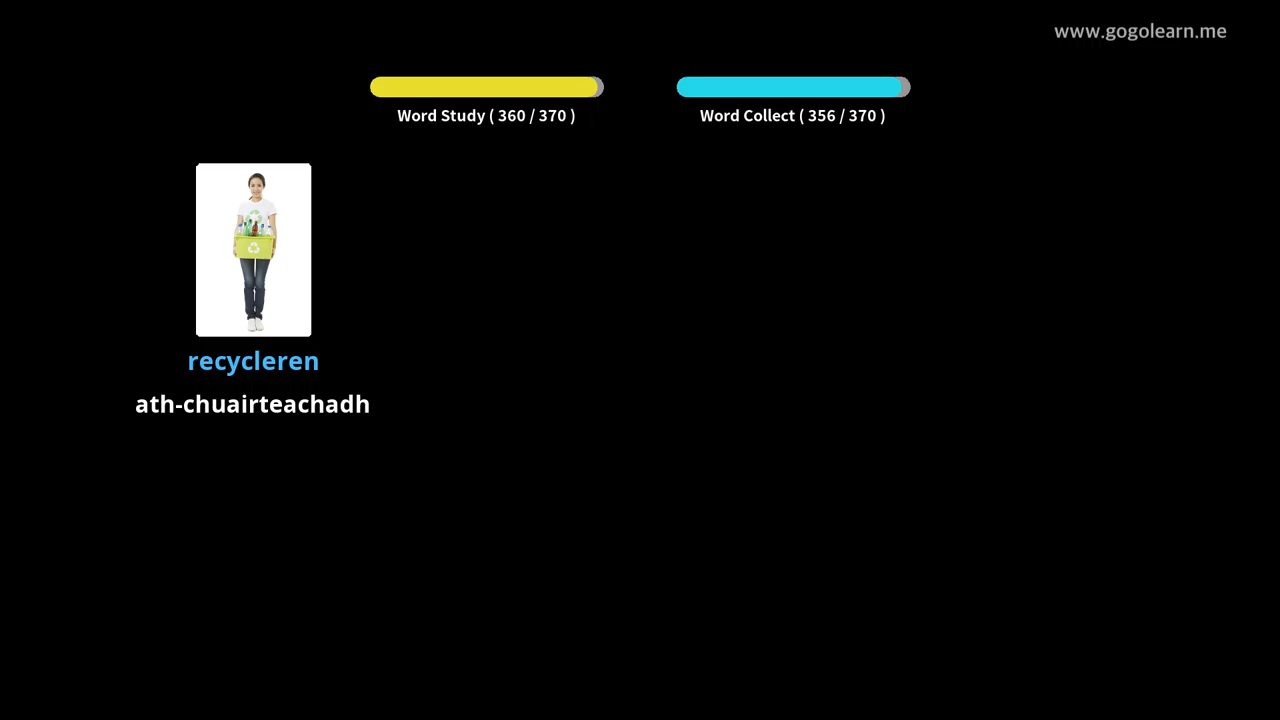 www.gogolearn.me
Word Study ( 360 / 370 )
Word Collect ( 356 / 370 )
recycleren
ath-chuairteachadh